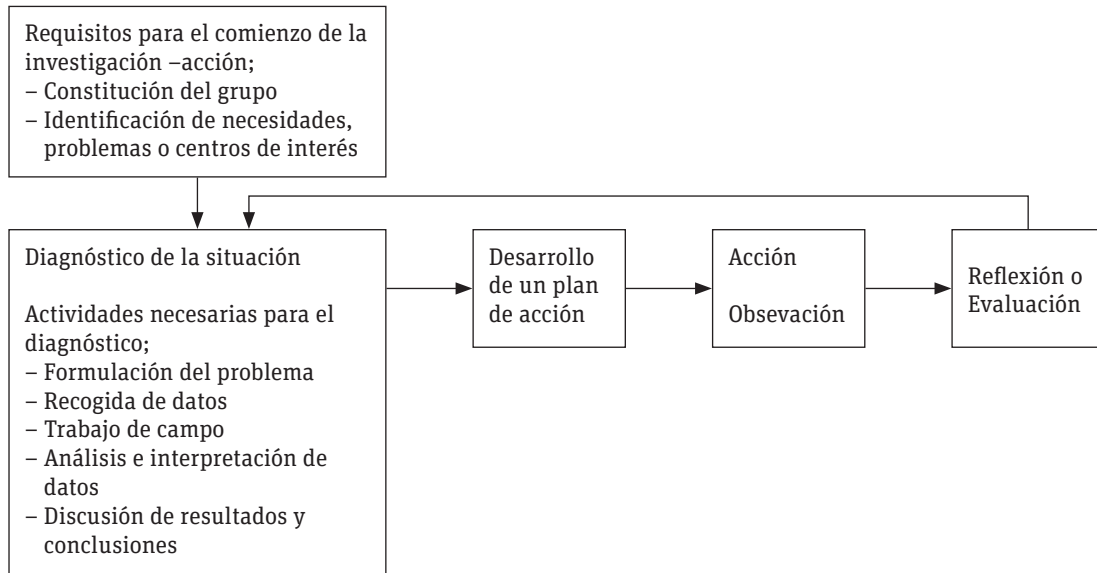 Requisitos para el comienzo de la
investigación –acción;
– Constitución del grupo
– Identificación de necesidades,
problemas o centros de interés
Diagnóstico de la situación
Actividades necesarias para el
diagnóstico;
– Formulación del problema
– Recogida de datos
– Trabajo de campo
– Análisis e interpretación de
datos
– Discusión de resultados y
conclusiones
Desarrollo
de un plan
de acción
Acción
Obsevación
Reflexión o
Evaluación